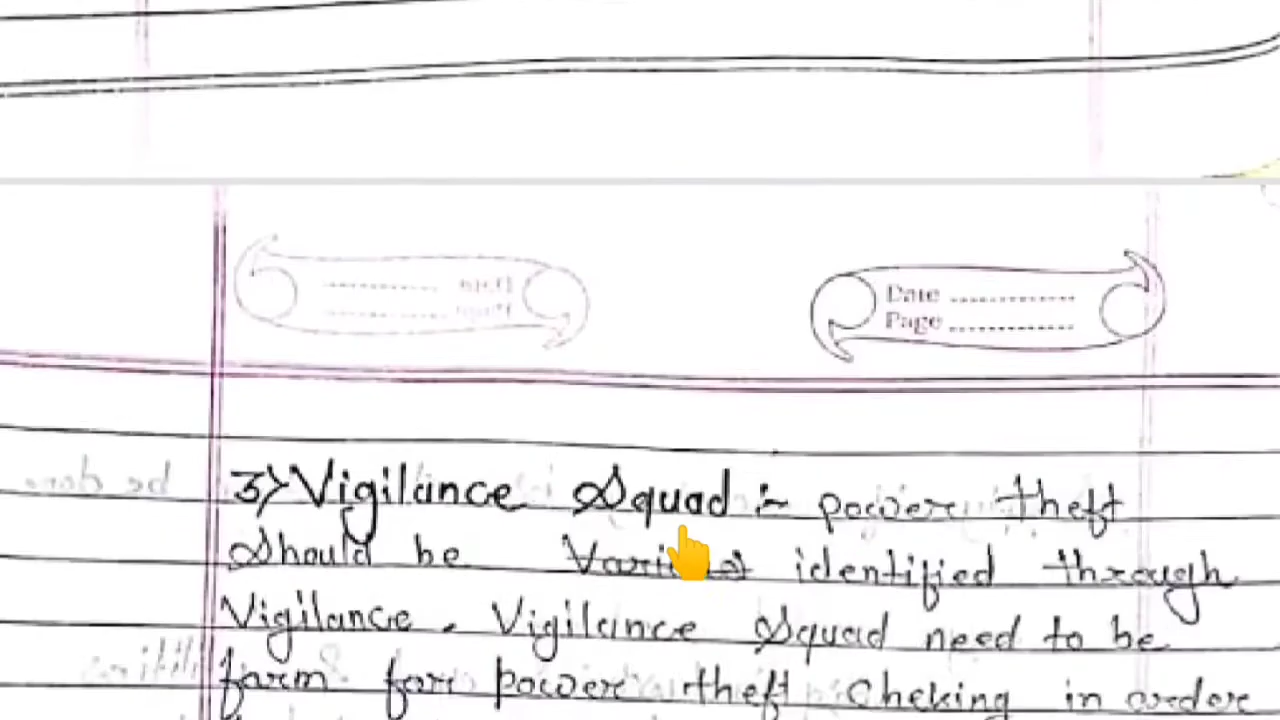 Date
Page
3) Vigilance Squad :- power theft
Should be identified through
Vigilance. Vigilance Squad need to be
farm for power theft Cheking in order